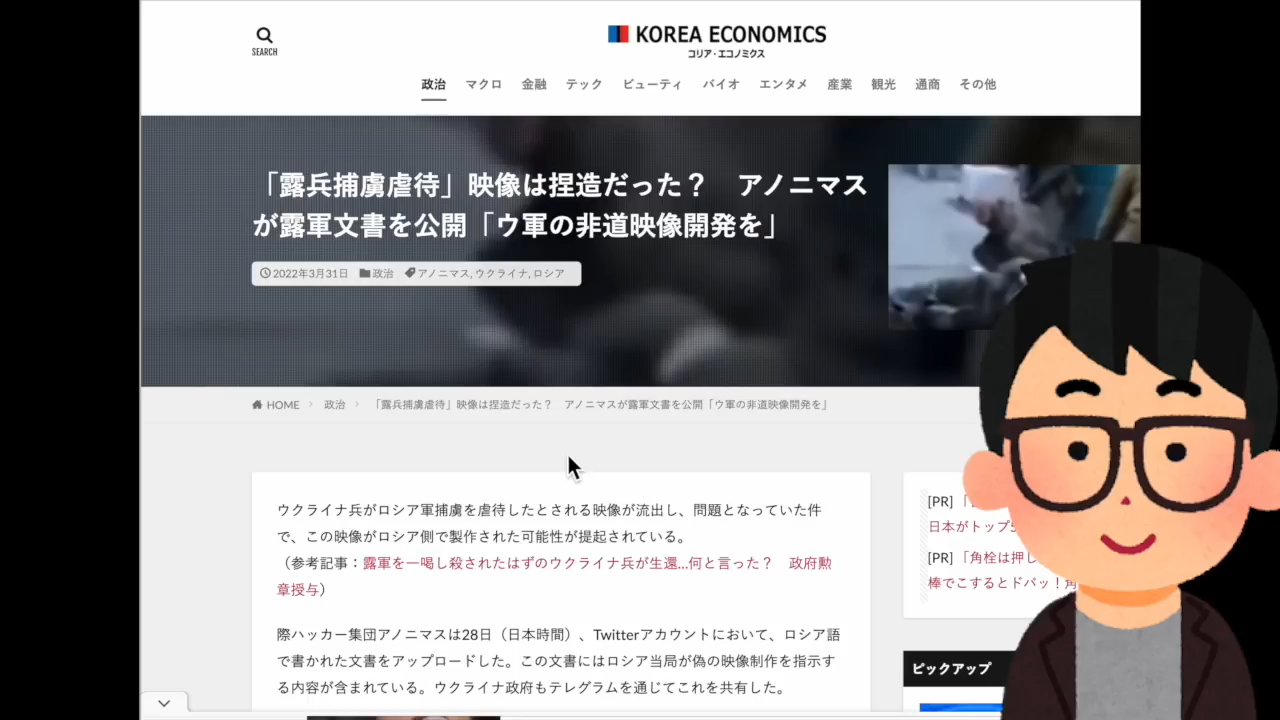 SEARCH
KOREA ECONOMICS
コリア・エコノミクス
政治 マクロ 金融 テック ビューティ バイオ エンタメ 産業 観光 通商 その他
「露兵捕虜虐待」映像は捏造だった？ アノニマス
が露軍文書を公開「ウ軍の非道映像開発を」
2022年3月31日 政治 アノニマス, ウクライナ, ロシア
HOME 政治 「露兵捕虜虐待」映像は捏造だった？ アノニマスが露軍文書を公開「ウ軍の非道映像開発を」
ウクライナ兵がロシア軍捕虜を虐待したとされる映像が流出し、問題となっていた件
で、この映像がロシア側で製作された可能性が提起されている。
（参考記事：露軍を一喝し殺されたはずのウクライナ兵が生還...何と言った？ 政府勲
章授与）
際ハッカー集団アノニマスは28日（日本時間）、Twitterアカウントにおいて、ロシア語
で書かれた文書をアップロードした。この文書にはロシア当局が偽の映像制作を指示す
る内容が含まれている。ウクライナ政府もテレグラムを通じてこれを共有した。
[PR]
日本がトップ5
[PR] 「角栓は押し
棒でこするとドバッ！角
ピックアップ